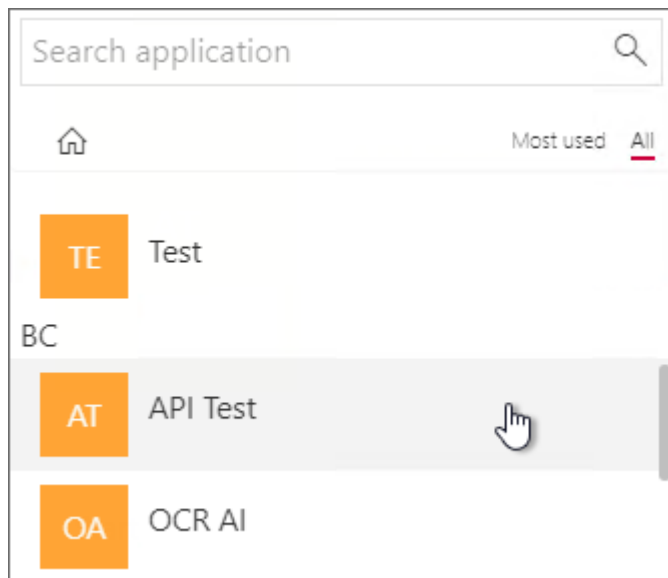 Search application
Most used All
TE Test
BC
AT API Test
OA OCR AI